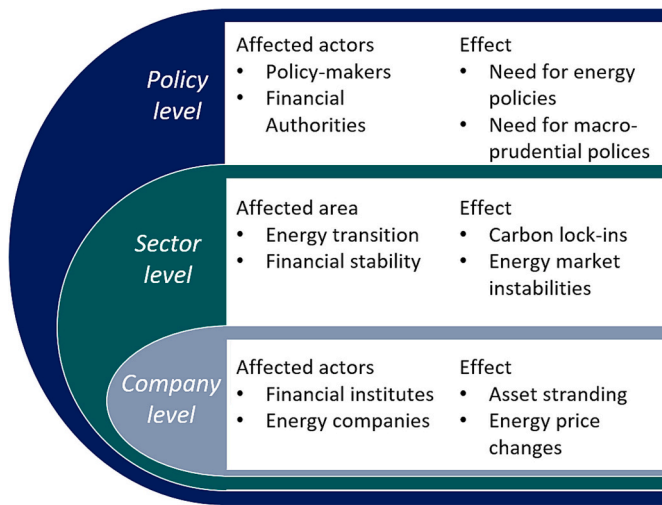 Policy
level
Affected actors
• Policy-makers
• Financial
Authorities
Effect
• Need for energy
policies
• Need for macro-
prudential polices
Sector
level
Affected area
• Energy transition
• Financial stability
Effect
• Carbon lock-ins
• Energy market
instabilities
Company
level
Affected actors
• Financial institutes
• Energy companies
Effect
• Asset stranding
• Energy price
changes